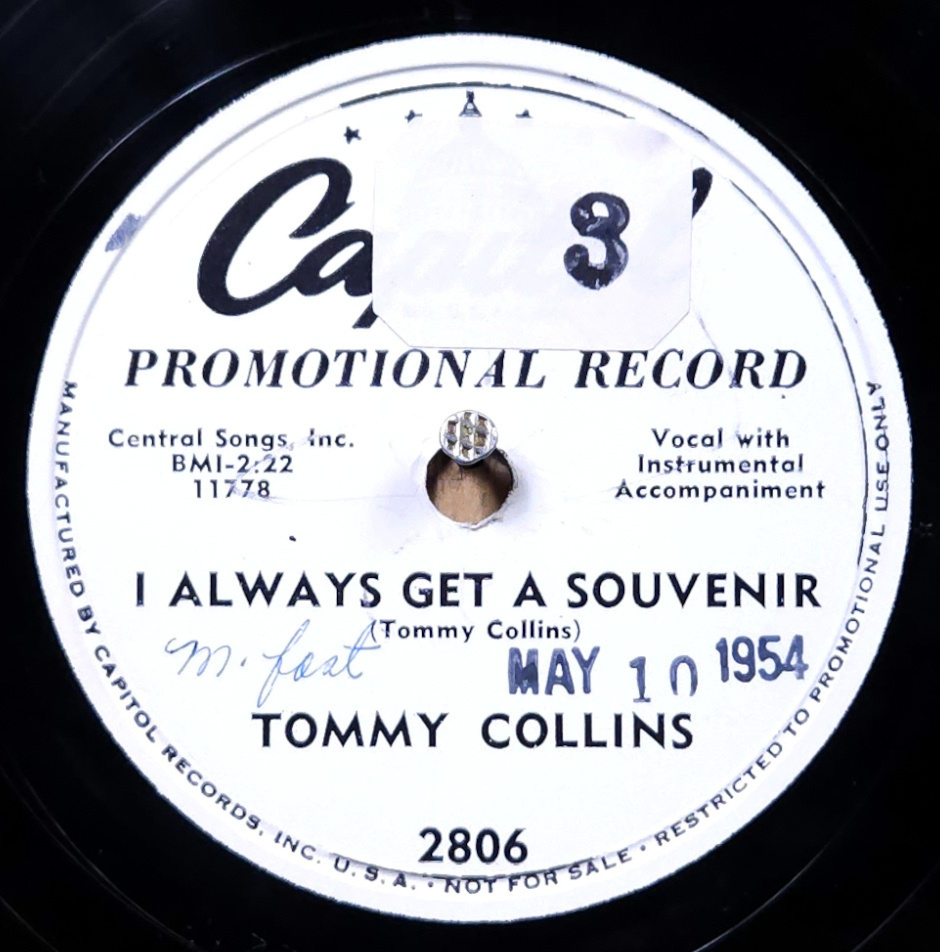 Ca
3
PROMOTIONAL RECORD
Central Songs, Inc.
BMI-2:22
11778
Vocal with
Instrumental
Accompaniment
I ALWAYS GET A SOUVENIR
(Tommy Collins)
m. fast
MAY 10 1954
TOMMY COLLINS
2806
MANUFACTURED BY CAPITOL RECORDS, INC. U. S. A. • NOT FOR SALE • RESTRICTED TO PROMOTIONAL USE ONLY